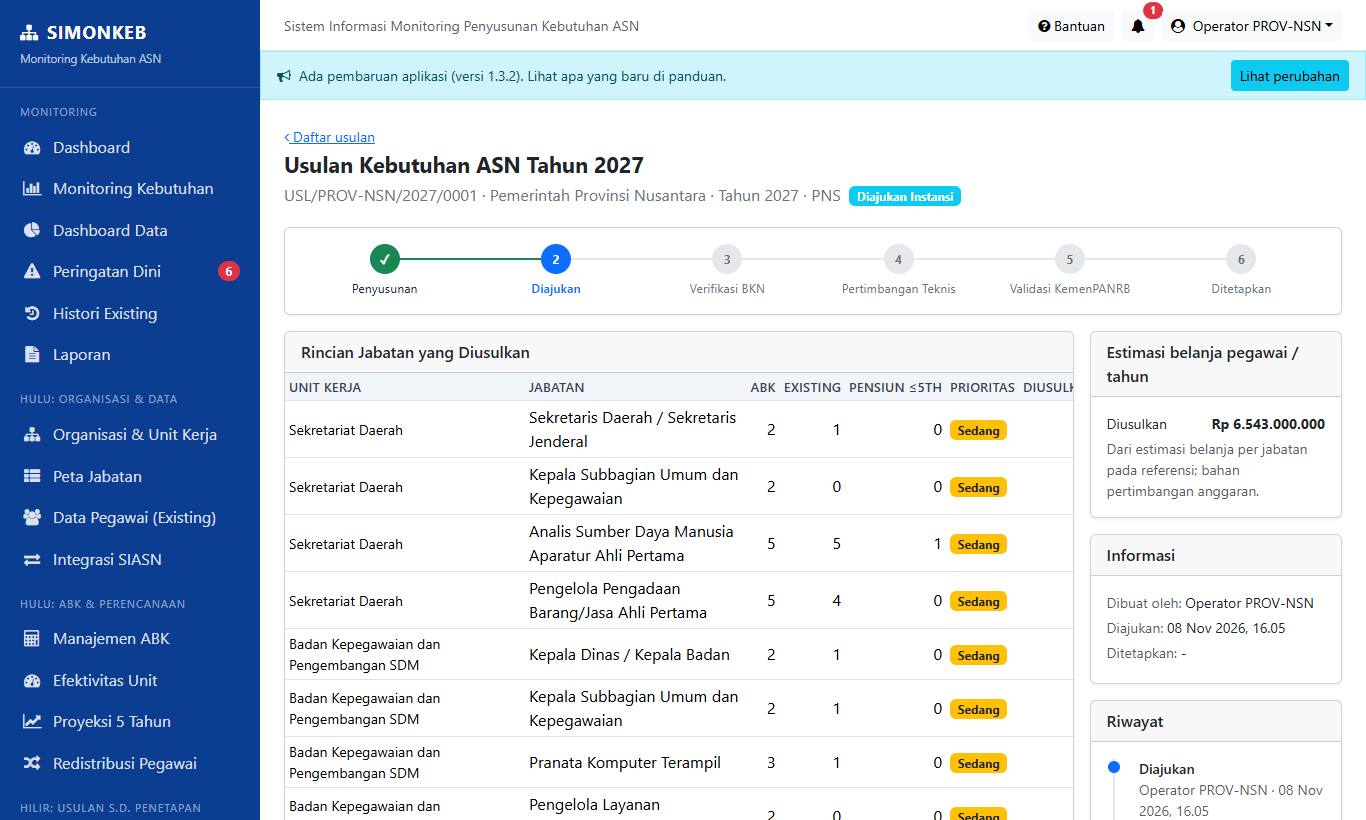 SIMONKEB
Monitoring Kebutuhan ASN
MONITORING
Dashboard
Monitoring Kebutuhan
Dashboard Data
Peringatan Dini 6
Histori Existing
Laporan
HULU: ORGANISASI & DATA
Organisasi & Unit Kerja
Peta Jabatan
Data Pegawai (Existing)
Integrasi SIASN
HULU: ABK & PERENCANAAN
Manajemen ABK
Efektivitas Unit
Proyeksi 5 Tahun
Redistribusi Pegawai
HILIR: USULAN S.D. PENETAPAN
Sistem Informasi Monitoring Penyusunan Kebutuhan ASN
Bantuan
1
Operator PROV-NSN
Ada pembaruan aplikasi (versi 1.3.2). Lihat apa yang baru di panduan.
Lihat perubahan
Daftar usulan
Usulan Kebutuhan ASN Tahun 2027
USL/PROV-NSN/2027/0001 · Pemerintah Provinsi Nusantara · Tahun 2027 · PNS Diajukan Instansi
2 3 4 5 6
Penyusunan Diajukan Verifikasi BKN Pertimbangan Teknis Validasi KemenPANRB Ditetapkan
Rincian Jabatan yang Diusulkan
UNIT KERJA JABATAN ABK EXISTING PENSIUN ≤5TH PRIORITAS DIUSULK
Sekretariat Daerah Sekretaris Daerah / Sekretaris Jenderal 2 1 0 Sedang
Sekretariat Daerah Kepala Subbagian Umum dan Kepegawaian 2 0 0 Sedang
Sekretariat Daerah Analis Sumber Daya Manusia Aparatur Ahli Pertama 5 5 1 Sedang
Sekretariat Daerah Pengelola Pengadaan Barang/Jasa Ahli Pertama 5 4 0 Sedang
Badan Kepegawaian dan Pengembangan SDM Kepala Dinas / Kepala Badan 2 1 0 Sedang
Badan Kepegawaian dan Pengembangan SDM Kepala Subbagian Umum dan Kepegawaian 2 1 0 Sedang
Badan Kepegawaian dan Pengembangan SDM Pranata Komputer Terampil 3 1 0 Sedang
Badan Kepegawaian dan Pengelola Layanan 2 0 0 Sedang
Estimasi belanja pegawai /
tahun
Diusulkan Rp 6.543.000.000
Dari estimasi belanja per jabatan
pada referensi; bahan
pertimbangan anggaran.
Informasi
Dibuat oleh: Operator PROV-NSN
Diajukan: 08 Nov 2026, 16.05
Ditetapkan: -
Riwayat
Diajukan
Operator PROV-NSN · 08 Nov
2026, 16.05